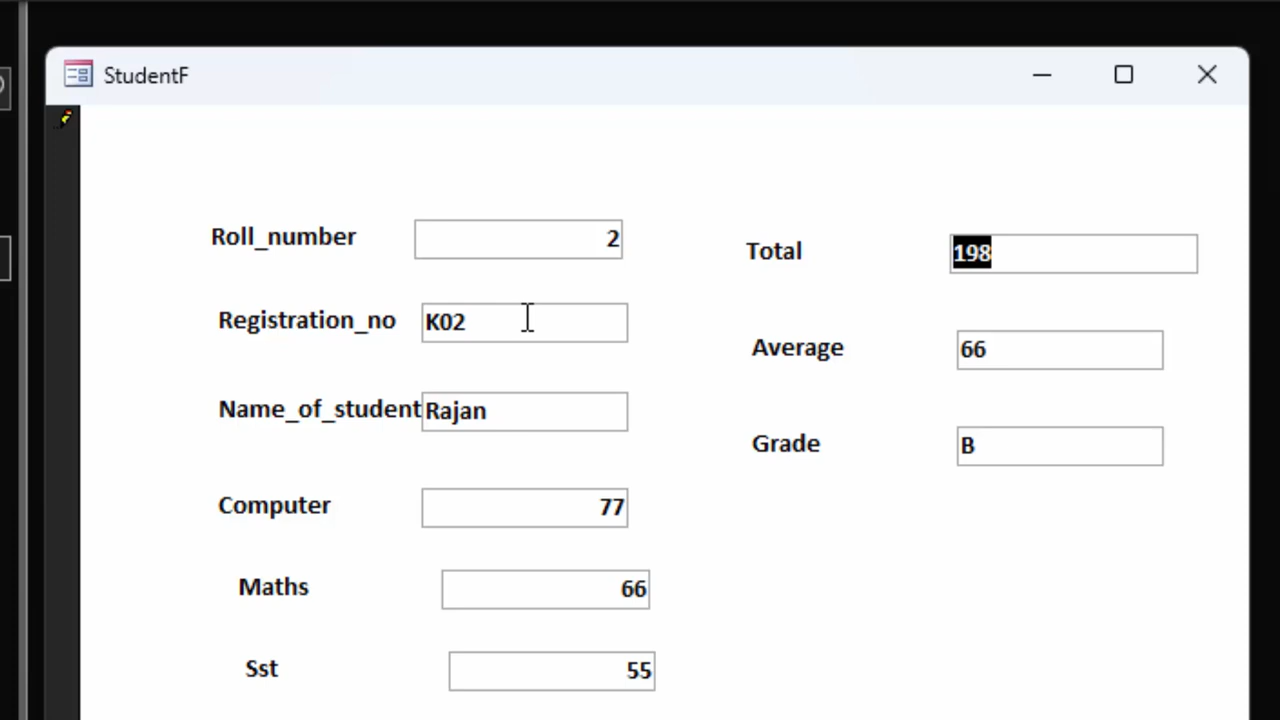 StudentF
Roll_number 2
Total 198
Registration_no K02
Average 66
Name_of_student Rajan
Grade B
Computer 77
Maths 66
Sst 55